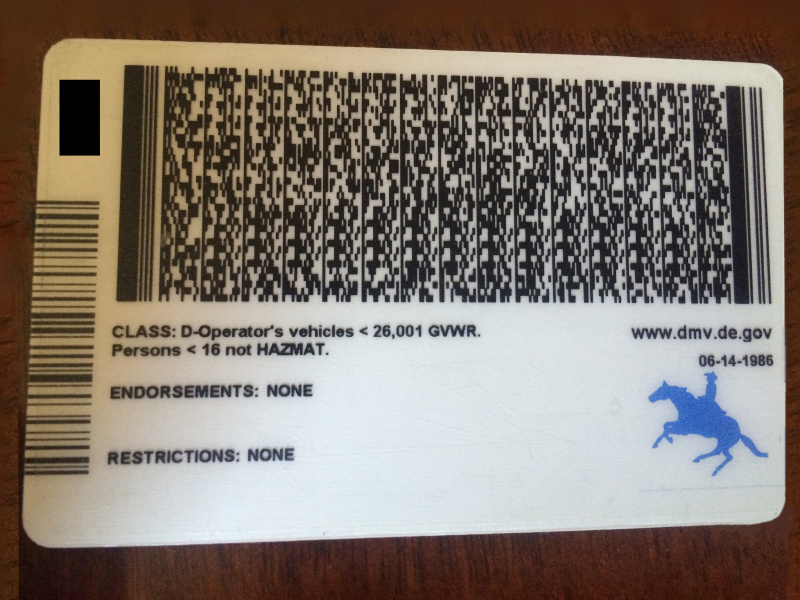 CLASS: D-Operator's vehicles < 26,001 GVWR.
Persons < 16 not HAZMAT.
www.dmv.de.gov
06-14-1986
ENDORSEMENTS: NONE
RESTRICTIONS: NONE